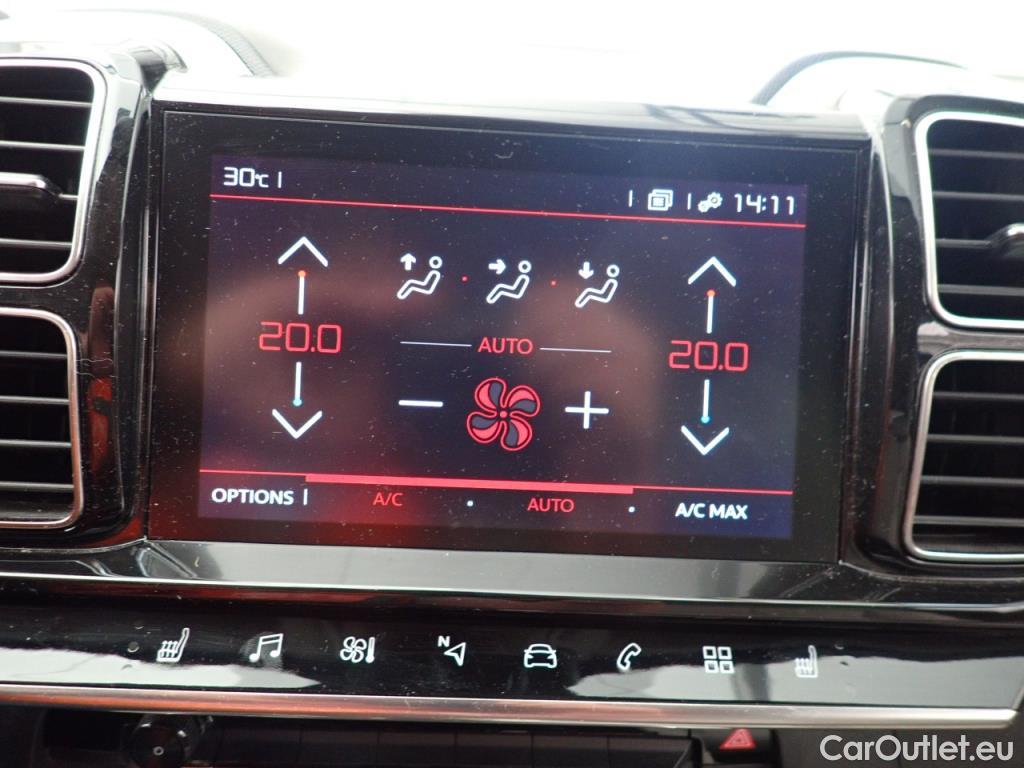 30°C
14:11
20.0
AUTO
20.0
OPTIONS A/C AUTO A/C MAX
N
CarOutlet.eu